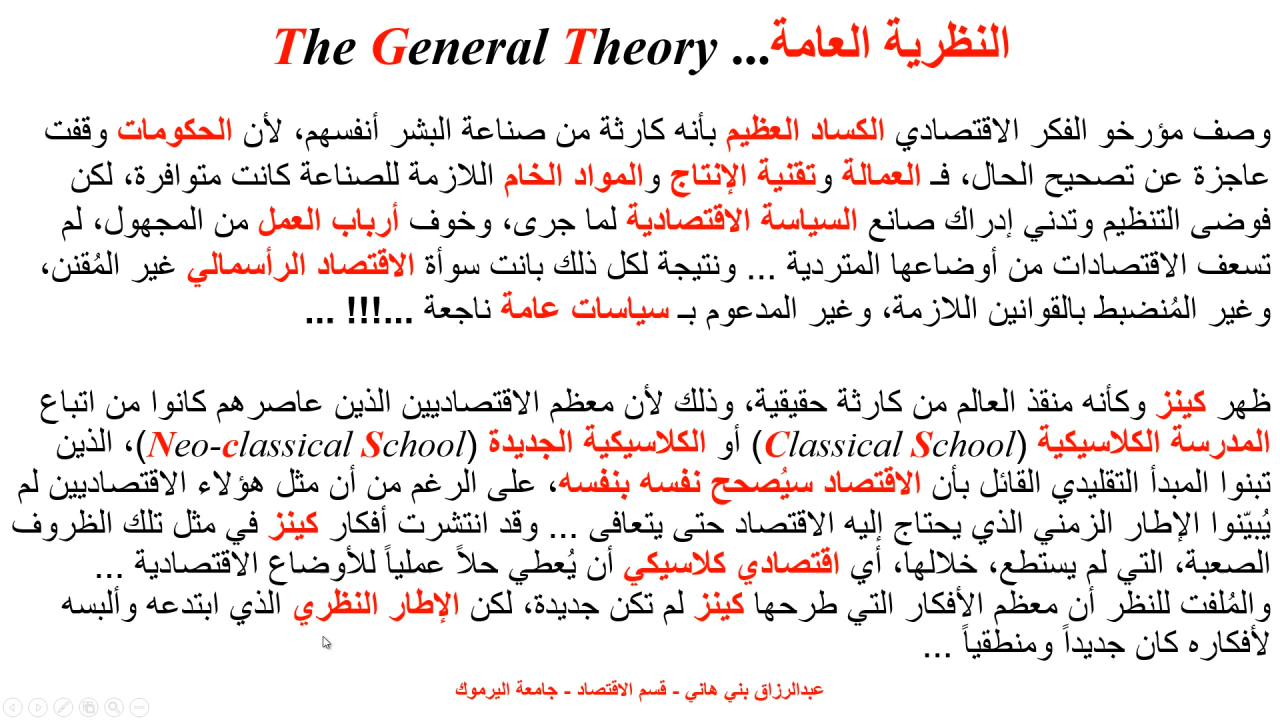 النظرية العامة... The General Theory
وصف مؤرخو الفكر الاقتصادي الكساد العظيم بأنه كارثة من صناعة البشر أنفسهم، لأن الحكومات وقفت
عاجزة عن تصحيح الحال، فـ العمالة وتقنية الإنتاج والمواد الخام اللازمة للصناعة كانت متوافرة، لكن
فوضى التنظيم وتدني إدراك صانع السياسة الاقتصادية لما جرى، وخوف أرباب العمل من المجهول، لم
تسعف الاقتصادات من أوضاعها المتردية ... ونتيجة لكل ذلك بانت سوأة الاقتصاد الرأسمالي غير المُقنن،
وغير المُنضبط بالقوانين اللازمة، وغير المدعوم بـ سياسات عامة ناجعة ...!!! ...
ظهر كينز وكأنه منقذ العالم من كارثة حقيقية، وذلك لأن معظم الاقتصاديين الذين عاصرهم كانوا من اتباع
المدرسة الكلاسيكية (Classical School) أو الكلاسيكية الجديدة (Neo-classical School)، الذين
تبنوا المبدأ التقليدي القائل بأن الاقتصاد سيُصحح نفسه بنفسه، على الرغم من أن مثل هؤلاء الاقتصاديين لم
يُبيّنوا الإطار الزمني الذي يحتاج إليه الاقتصاد حتى يتعافى ... وقد انتشرت أفكار كينز في مثل تلك الظروف
الصعبة، التي لم يستطع، خلالها، أي اقتصادي كلاسيكي أن يُعطي حلاً عملياً للأوضاع الاقتصادية ...
والمُلفت للنظر أن معظم الأفكار التي طرحها كينز لم تكن جديدة، لكن الإطار النظري الذي ابتدعه وألبسه
لأفكاره كان جديداً ومنطقياً ...
عبدالرزاق بني هاني - قسم الاقتصاد - جامعة اليرموك